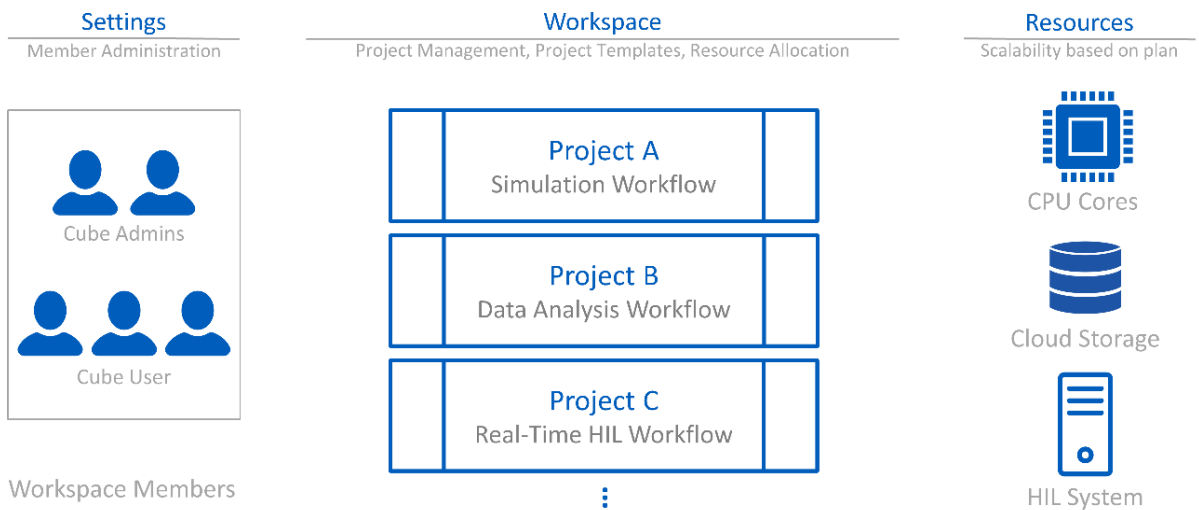 Settings
Member Administration
Cube Admins
Cube User
Workspace Members
Workspace
Project Management, Project Templates, Resource Allocation
Project A
Simulation Workflow
Project B
Data Analysis Workflow
Project C
Real-Time HIL Workflow
Resources
Scalability based on plan
CPU Cores
Cloud Storage
HIL System